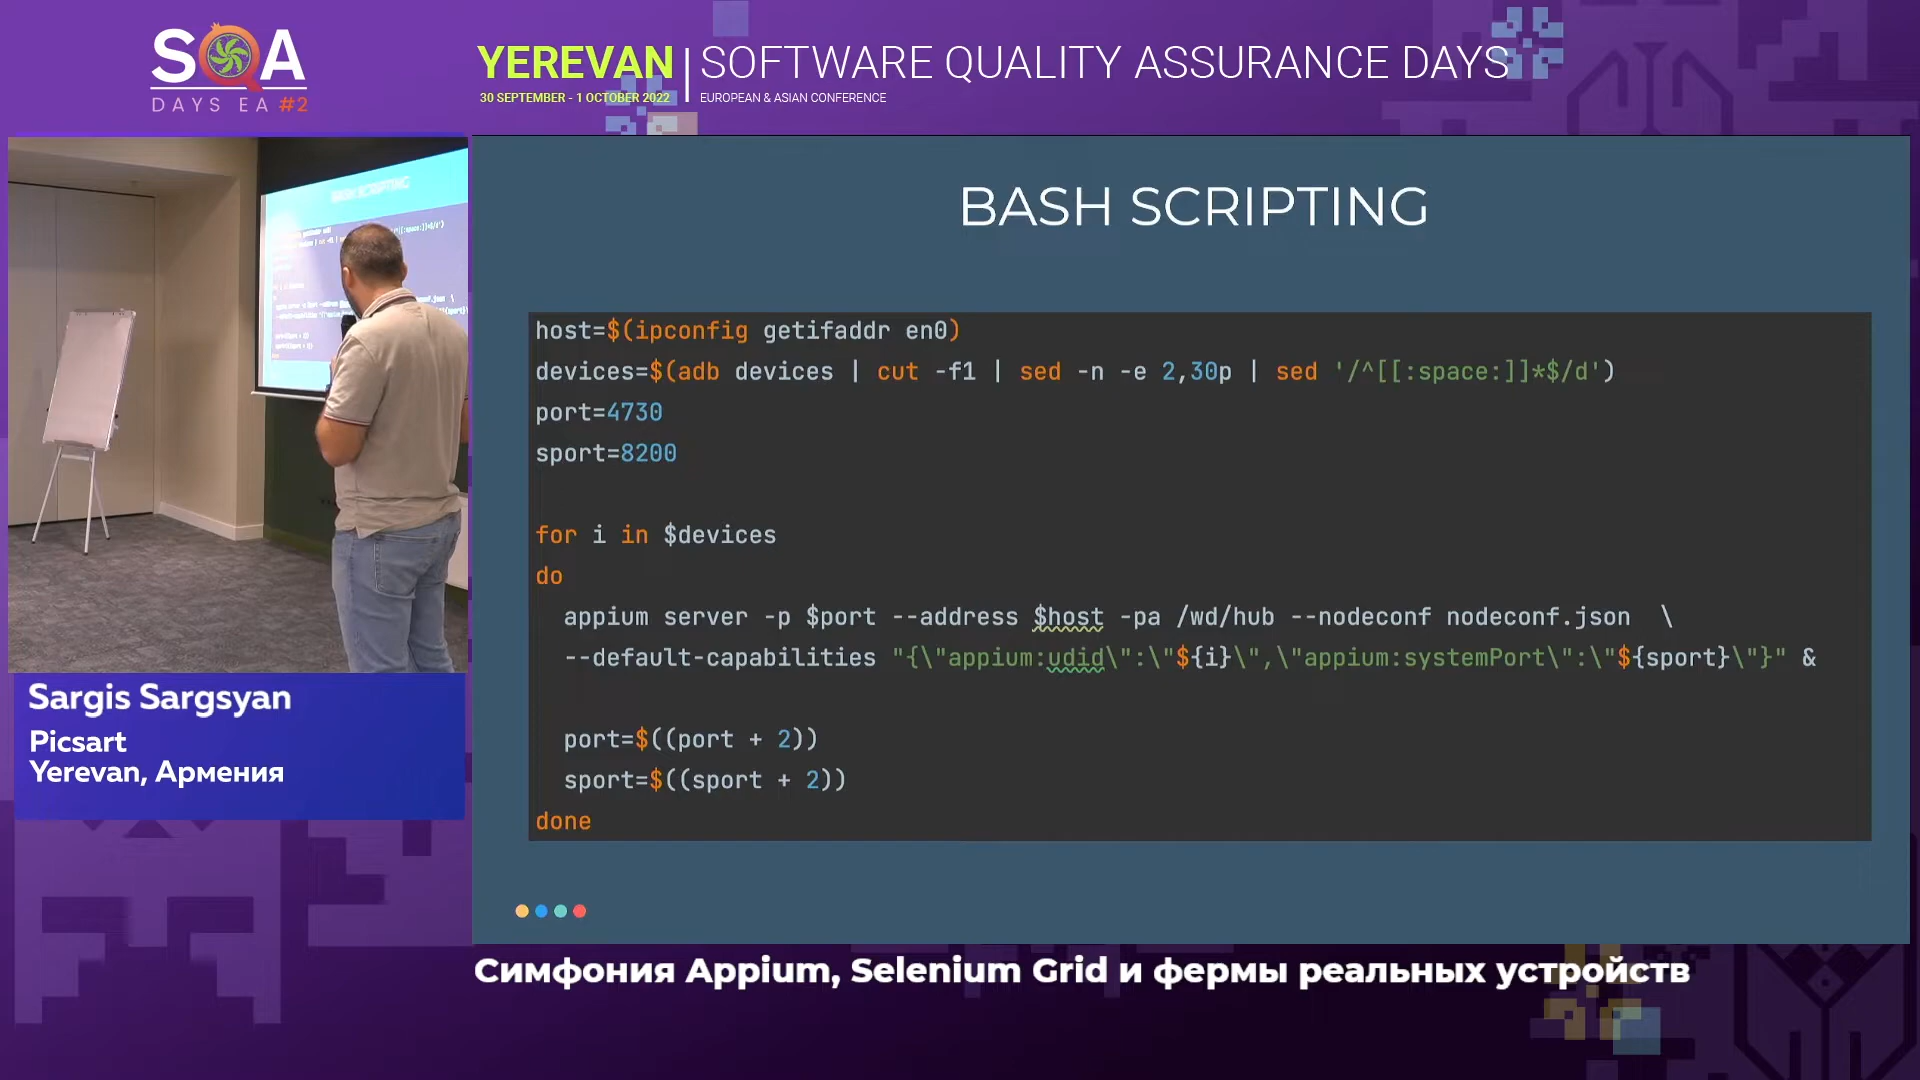 SQA
DAYS EA #2
YEREVAN
30 SEPTEMBER - 1 OCTOBER 2022
SOFTWARE QUALITY ASSURANCE DAYS
EUROPEAN & ASIAN CONFERENCE
BASH SCRIPTING
BASH SCRIPTING
host=$(ipconfig getifaddr en0)
devices=$(adb devices | cut -f1 | sed -n -e 2,30p | sed '/^[[:space:]]*$/d')
port=4730
sport=8200
for i in $devices
do
appium server -p $port --address $host -pa /wd/hub --nodeconf nodeconf.json \
--default-capabilities "{\"appium:udid\":\"${i}\",\"appium:systemPort\":\"${sport}\"}" &
port=$((port + 2))
sport=$((sport + 2))
done
Sargis Sargsyan
Picsart
Yerevan, Армения
Симфония Appium, Selenium Grid и фермы реальных устройств